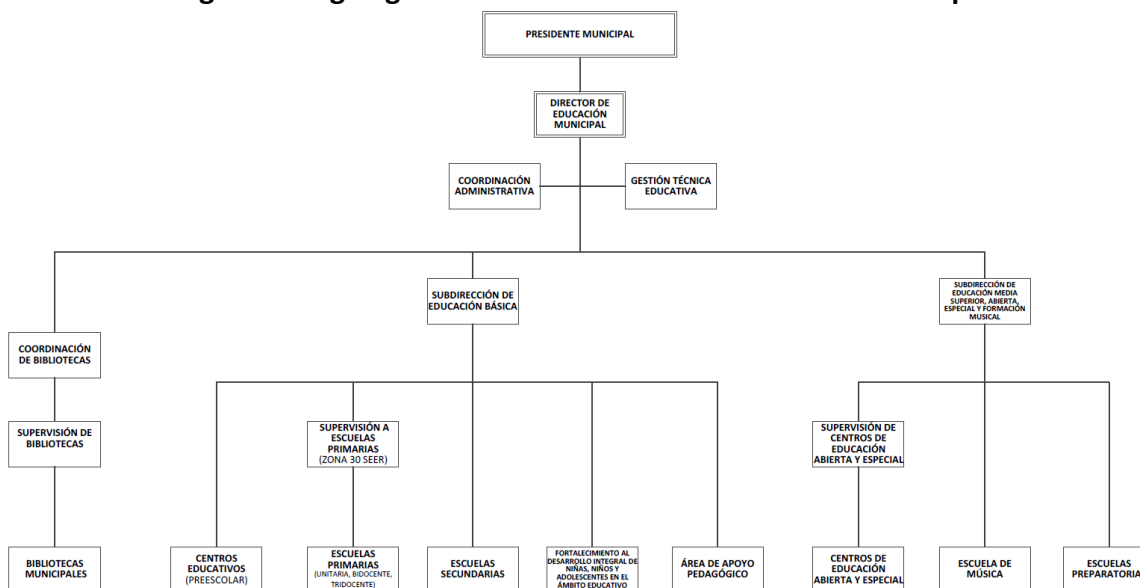 PRESIDENTE MUNICIPAL
DIRECTOR DE
EDUCACIÓN
MUNICIPAL
COORDINACIÓN
ADMINISTRATIVA
GESTIÓN TÉCNICA
EDUCATIVA
SUBDIRECCIÓN DE
EDUCACIÓN BÁSICA
SUBDIRECCIÓN DE
EDUCACIÓN MEDIA
SUPERIOR, ABIERTA,
ESPECIAL Y FORMACIÓN
MUSICAL
COORDINACIÓN
DE BIBLIOTECAS
SUPERVISIÓN DE
BIBLIOTECAS
SUPERVISIÓN A
ESCUELAS
PRIMARIAS
(ZONA 30 SEER)
SUPERVISIÓN DE
CENTROS DE
EDUCACIÓN
ABIERTA Y ESPECIAL
BIBLIOTECAS
MUNICIPALES
CENTROS
EDUCATIVOS
(PREESCOLAR)
ESCUELAS
PRIMARIAS
(UNITARIA, BIDOCENTE,
TRIDOCENTE)
ESCUELAS
SECUNDARIAS
FORTALECIMIENTO AL
DESARROLLO INTEGRAL DE
NIÑAS, NIÑOS Y
ADOLESCENTES EN EL
ÁMBITO EDUCATIVO
ÁREA DE APOYO
PEDAGÓGICO
CENTROS DE
EDUCACIÓN
ABIERTA Y ESPECIAL
ESCUELA DE
MÚSICA
ESCUELAS
PREPARATORIA